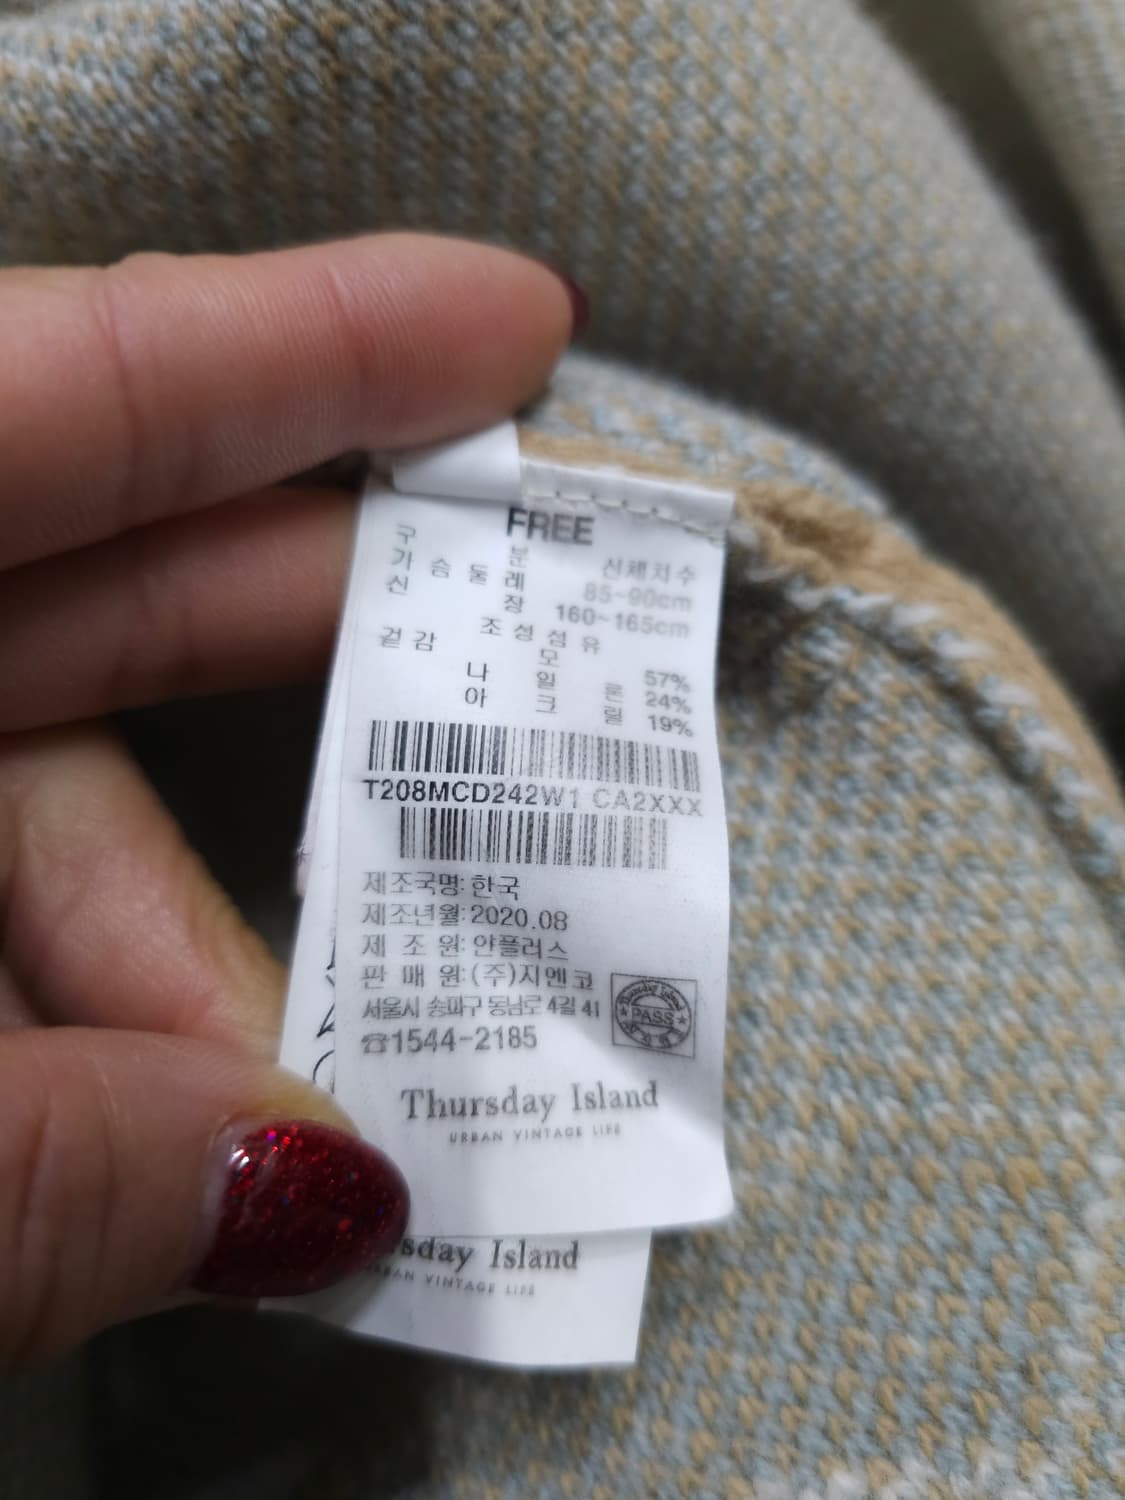 FREE
구 분 신체치수
가 슴 둘 레 85~90cm
신 장 160~165cm
조 성 섬 유
겉감 모 57%
나 일 론 24%
아 크 릴 19%
T208MCD242W1 CA2XXX
제조국명: 한국
제조년월: 2020.08
제 조 원: 얀플러스
판 매 원: (주)지엔코
서울시 송파구 동남로 4길 41
☎1544-2185
PASS
Thursday Island
URBAN VINTAGE LIFE
sday Island
URBAN VINTAGE LIFE